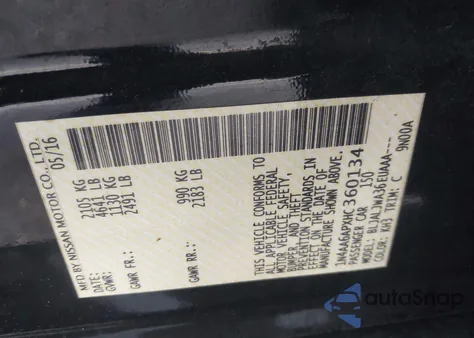 MFD BY NISSAN MOTOR CO., LTD.
05/16
GVWR: 2105 KG
4641 LB
GAWR FR.: 1130 KG
2491 LB
GAWR RR.: 990 KG
2183 LB
THIS VEHICLE CONFORMS TO
ALL APPLICABLE FEDERAL
MOTOR VEHICLE SAFETY,
BUMPER, AND THEFT
PREVENTION STANDARDS IN
EFFECT ON THE DATE OF
MANUFACTURE SHOWN ABOVE.
1N4AA6AP9HC360134
PASSENGER CAR 150
COLOR: KH3 TRIM: C 9N00A
autoSnap